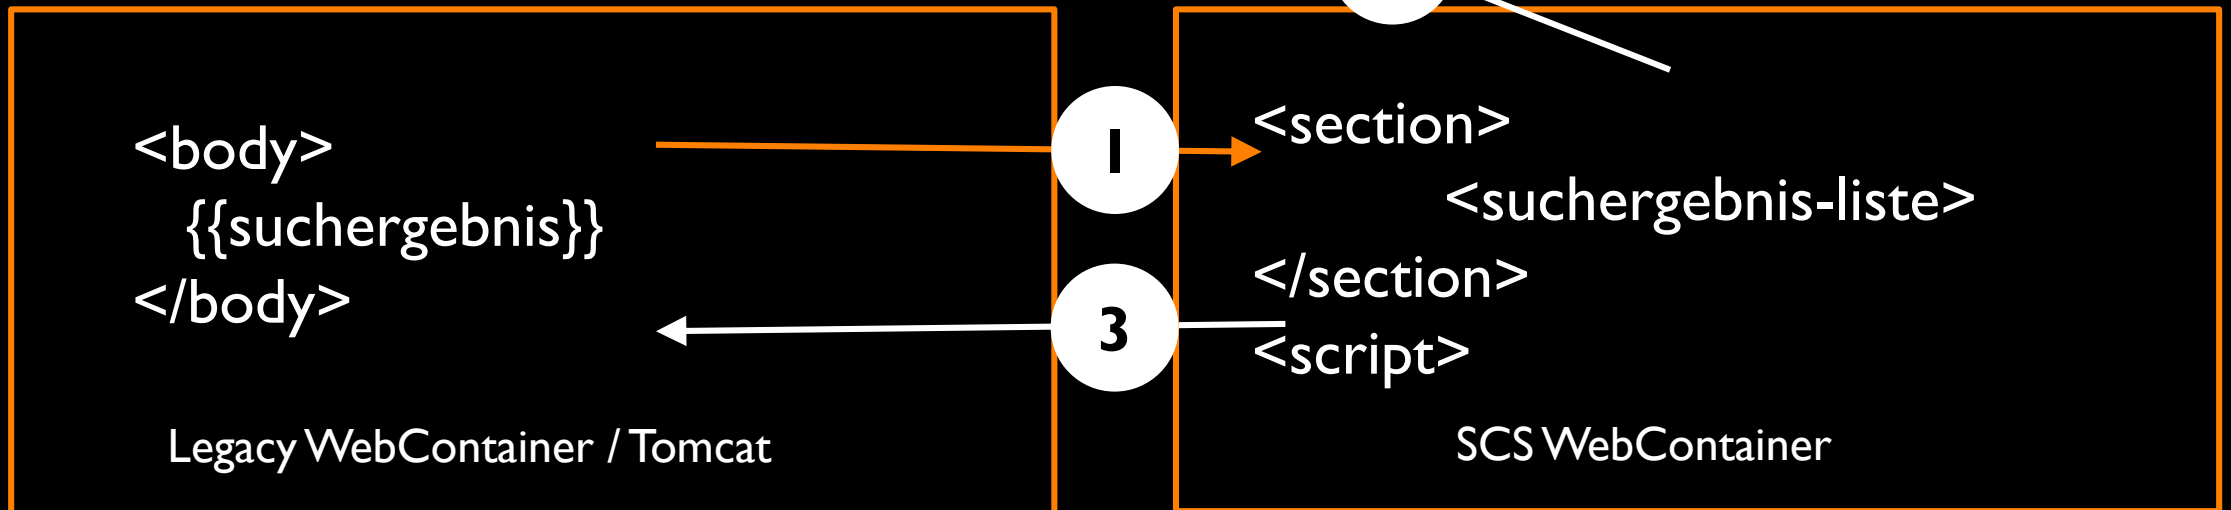 <body>
{{suchergebnis}}
</body>
Legacy WebContainer / Tomcat
1
3
<section>
<suchergebnis-liste>
</section>
<script>
SCS WebContainer